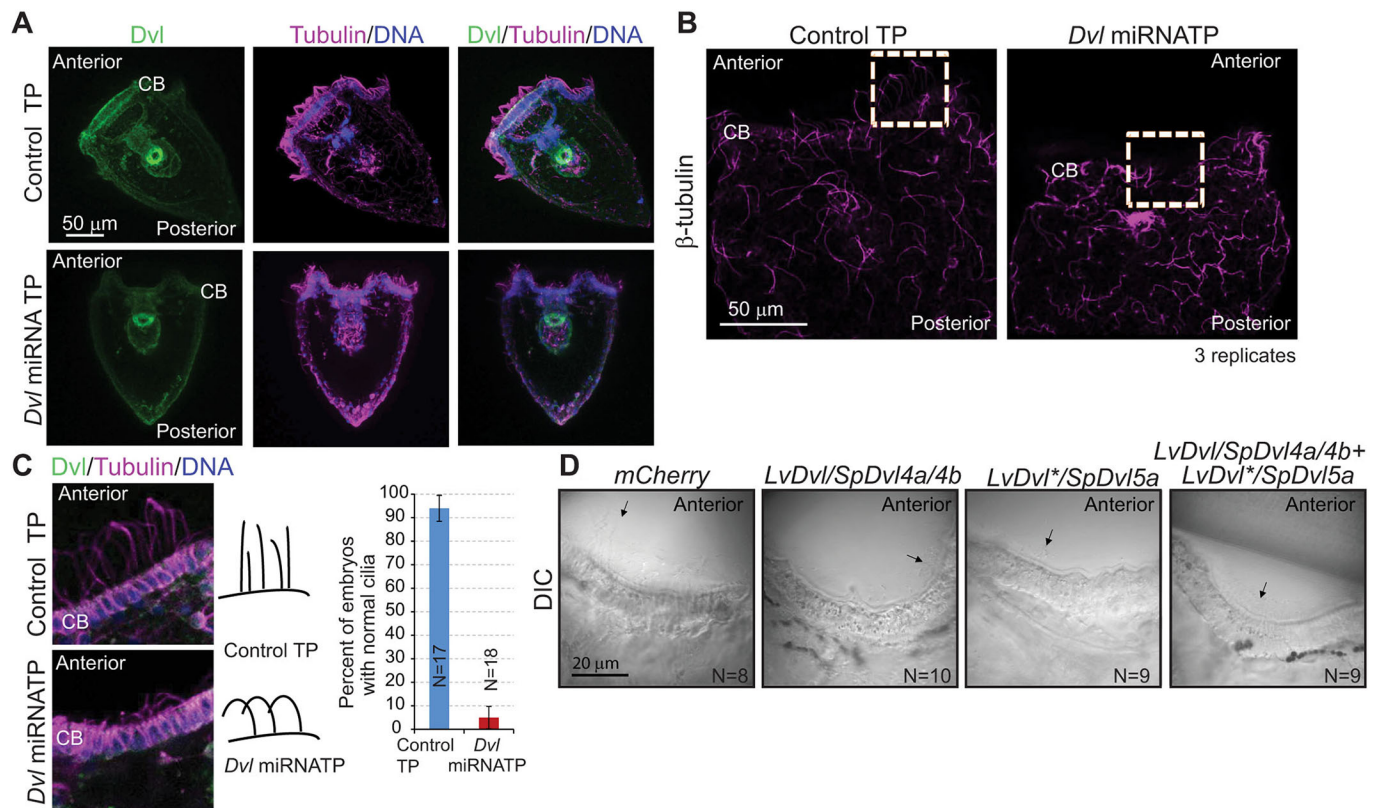 A
Dvl
Tubulin/DNA
Dvl/Tubulin/DNA
Control TP
Anterior
CB
50 μm
Posterior
Dvl miRNA TP
Anterior
CB
Posterior
B
Control TP
Dvl miRNATP
β-tubulin
Anterior
CB
50 μm
Posterior
Anterior
CB
Posterior
3 replicates
C
Dvl/Tubulin/DNA
Control TP
Anterior
CB
Control TP
Dvl miRNATP
Anterior
CB
Dvl miRNATP
Percent of embryos
with normal cilia
100
90
80
70
60
50
40
30
20
10
0
N=17
N=18
Control
TP
Dvl
miRNATP
D
mCherry
LvDvl/SpDvl4a/4b
LvDvl*/SpDvl5a
LvDvl/SpDvl4a/4b+
LvDvl*/SpDvl5a
DIC
Anterior
20 μm
N=8
Anterior
N=10
Anterior
N=9
Anterior
N=9